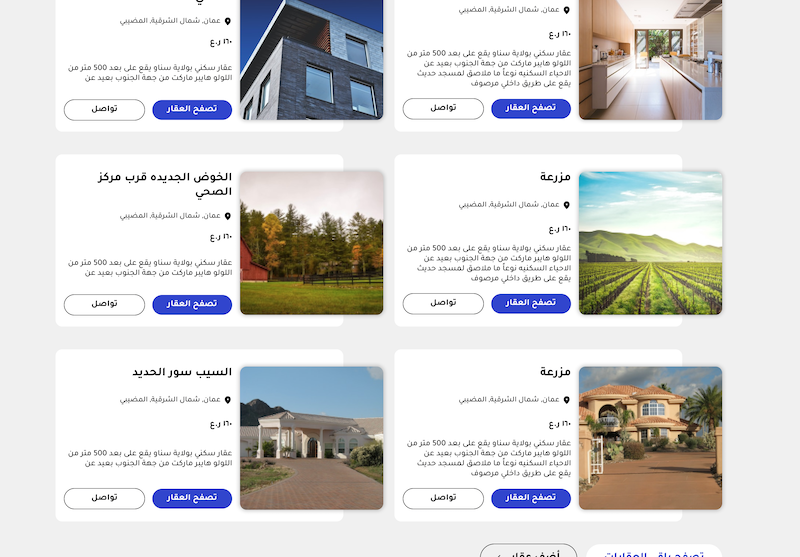 عمان, شمال الشرقية, المضيبي
١٦٠ ر.ع
عقار سكني بولاية سناو يقع على بعد 500 متر من
اللولو هايبر ماركت من جهة الجنوب بعيد عن
الاحياء السكنيه نوعاً ما ملاصق لمسجد حديث
يقع على طريق داخلي مرصوف
تصفح العقار
تواصل
عمان, شمال الشرقية, المضيبي
١٦٠ ر.ع
عقار سكني بولاية سناو يقع على بعد 500 متر من
اللولو هايبر ماركت من جهة الجنوب بعيد عن
تصفح العقار
تواصل
مزرعة
عمان, شمال الشرقية, المضيبي
١٦٠ ر.ع
عقار سكني بولاية سناو يقع على بعد 500 متر من
اللولو هايبر ماركت من جهة الجنوب بعيد عن
الاحياء السكنيه نوعاً ما ملاصق لمسجد حديث
يقع على طريق داخلي مرصوف
تصفح العقار
تواصل
الخوض الجديده قرب مركز
الصحي
عمان, شمال الشرقية, المضيبي
١٦٠ ر.ع
عقار سكني بولاية سناو يقع على بعد 500 متر من
اللولو هايبر ماركت من جهة الجنوب بعيد عن
تصفح العقار
تواصل
مزرعة
عمان, شمال الشرقية, المضيبي
١٦٠ ر.ع
عقار سكني بولاية سناو يقع على بعد 500 متر من
اللولو هايبر ماركت من جهة الجنوب بعيد عن
الاحياء السكنيه نوعاً ما ملاصق لمسجد حديث
يقع على طريق داخلي مرصوف
تصفح العقار
تواصل
السيب سور الحديد
عمان, شمال الشرقية, المضيبي
١٦٠ ر.ع
عقار سكني بولاية سناو يقع على بعد 500 متر من
اللولو هايبر ماركت من جهة الجنوب بعيد عن
تصفح العقار
تواصل
تصفح باقي العقارات
أضف عقار